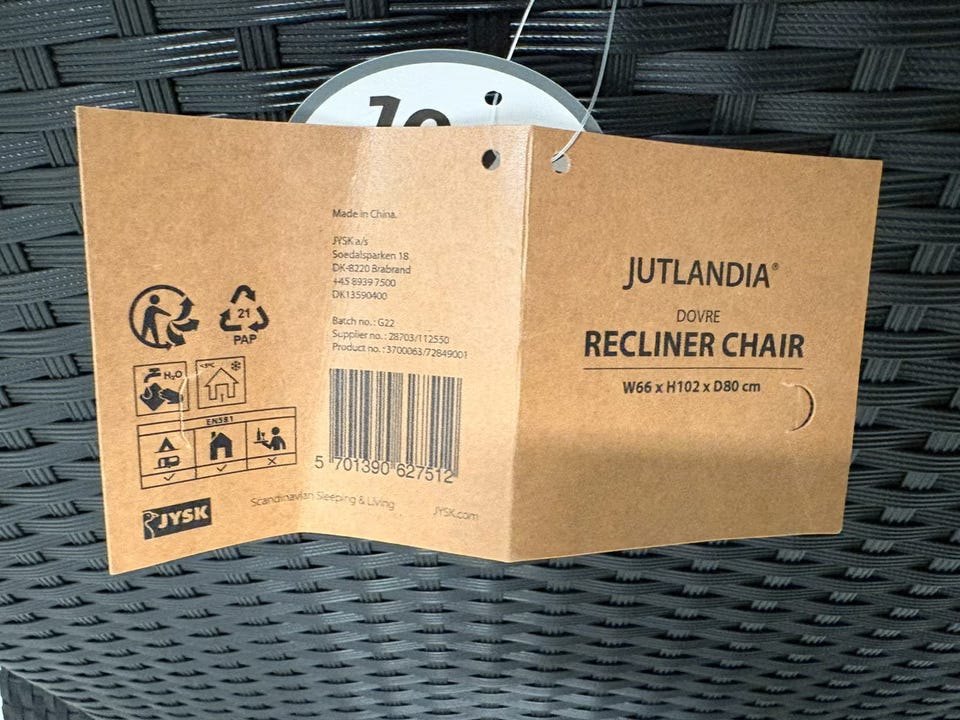 Made in China.
JYSK a/s
Soedalsparken 18
DK-8220 Brabrand
+45 8939 7500
DK13590400
Batch no.: G22
Supplier no.: 28703/112550
Product no.: 3700063/72849001
5 701390 627512
21
PAP
H₂O
EN581
JYSK
Scandinavian Sleeping & Living
JYSK.com
JUTLANDIA®
DOVRE
RECLINER CHAIR
W66 x H102 x D80 cm